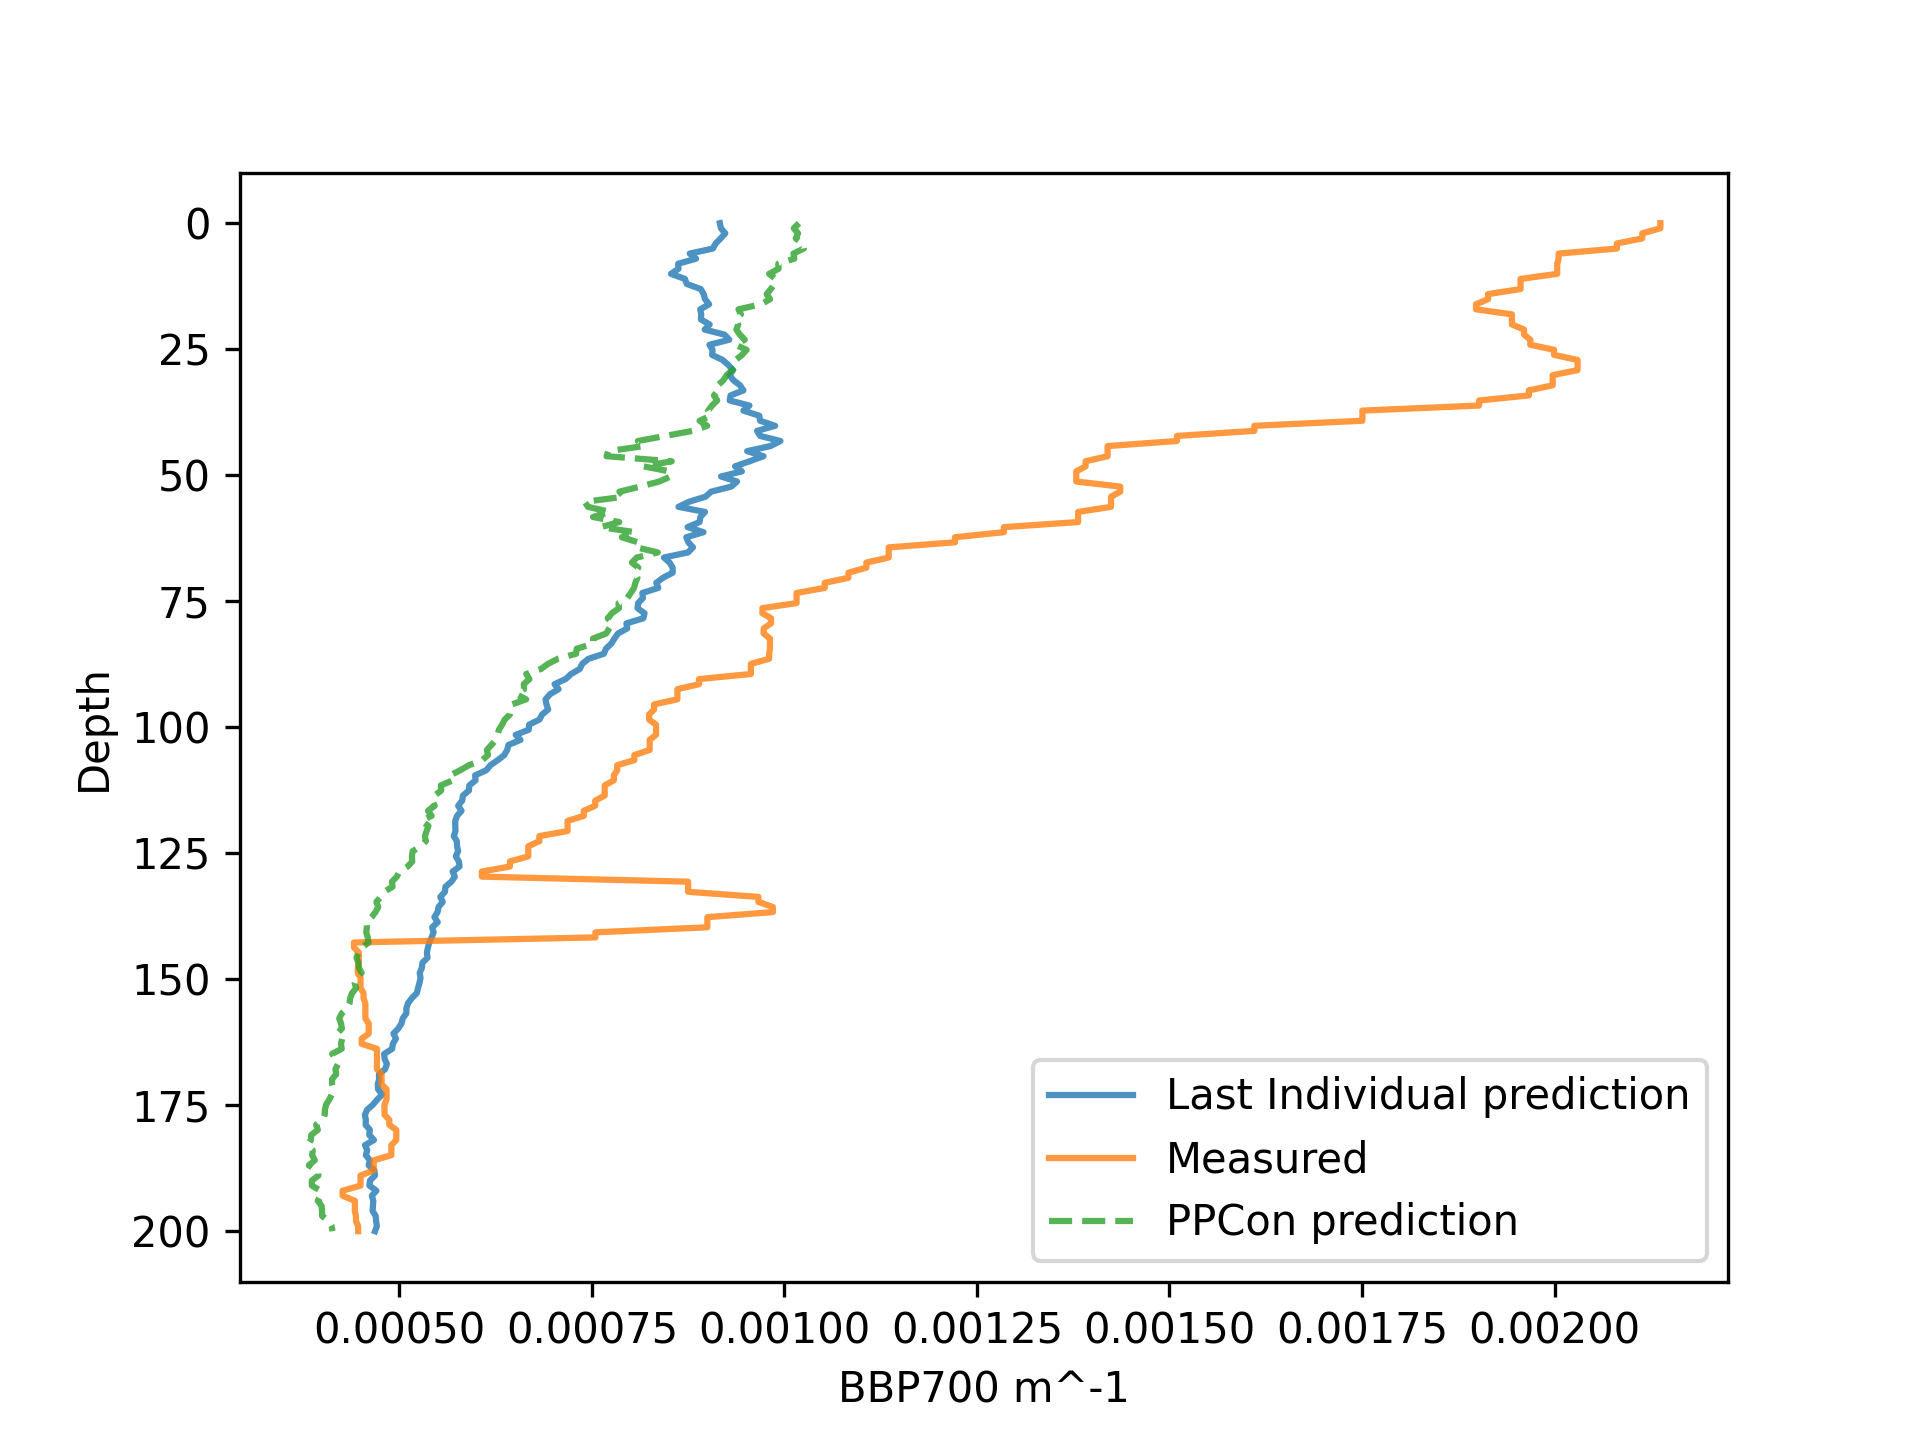 0
25
50
75
100
125
150
175
200
Depth
0.00050 0.00075 0.00100 0.00125 0.00150 0.00175 0.00200
BBP700 m^-1
Last Individual prediction
Measured
PPCon prediction